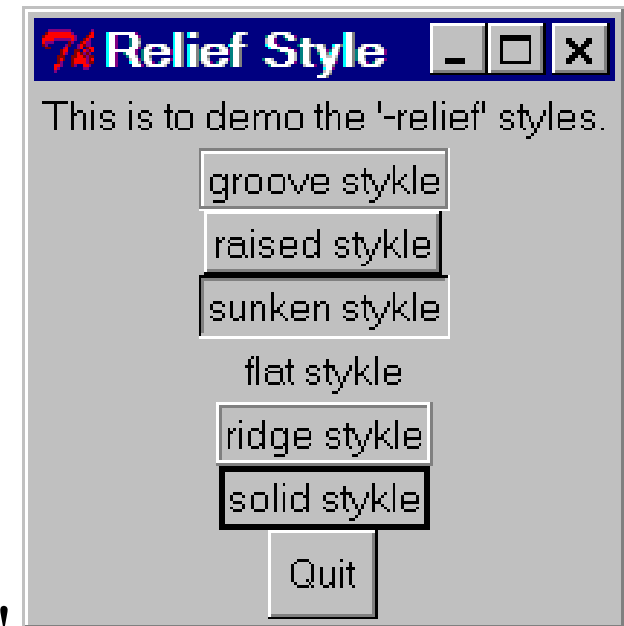 Tk Relief Style
This is to demo the '-relief' styles.
groove stykle
raised stykle
sunken stykle
flat stykle
ridge stykle
solid stykle
Quit